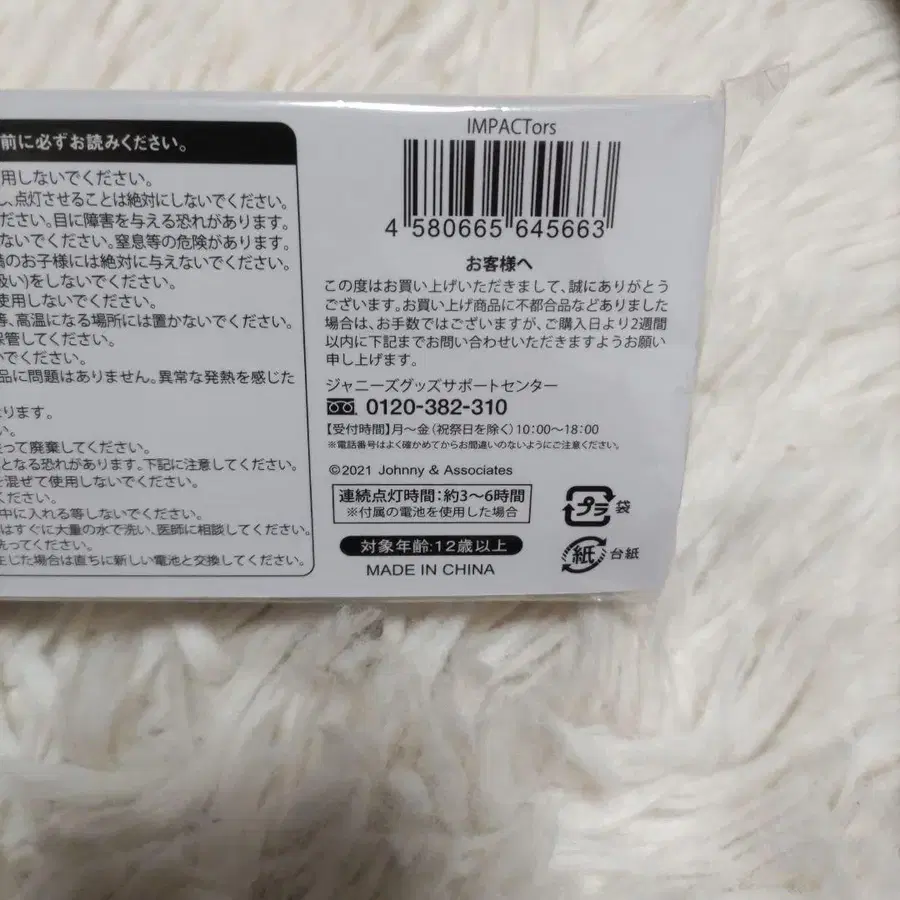 前に必ずお読みください。
用しないでください。
し、点灯させることは絶対にしないでください。
ださい。目に障害を与える恐れがあります。
ないでください。窒息等の危険があります。
満のお子様には絶対に与えないでください。
扱い)をしないでください。
使用しないでください。
等、高温になる場所には置かないでください。
保管してください。
いでください。
品に問題はありません。異常な発熱を感じた
ります。
い。
って廃棄してください。
となる恐れがあります。下記に注意してください。
を混ぜて使用しないでください。
ください。
中に入れる等しないでください。
はすぐに大量の水で洗い、医師に相談してください。
洗ってください。
生じた場合は直ちに新しい電池と交換してください。
IMPACTors
4 580665 645663
お客様へ
この度はお買い上げいただきまして、誠にありがとう
ございます。お買い上げ商品に不都合品などありました
場合は、お手数ではございますが、ご購入日より2週間
以内に下記までお問い合わせいただきますようお願い
申し上げます。
ジャニーズグッズサポートセンター
0120-382-310
【受付時間】月～金(祝祭日を除く)10:00～18:00
※電話番号はよく確かめてからお間違いのないようにご注意ください。
©2021 Johnny & Associates
連続点灯時間:約3～6時間
※付属の電池を使用した場合
対象年齢:12歳以上
MADE IN CHINA
プラ 袋
紙 台紙